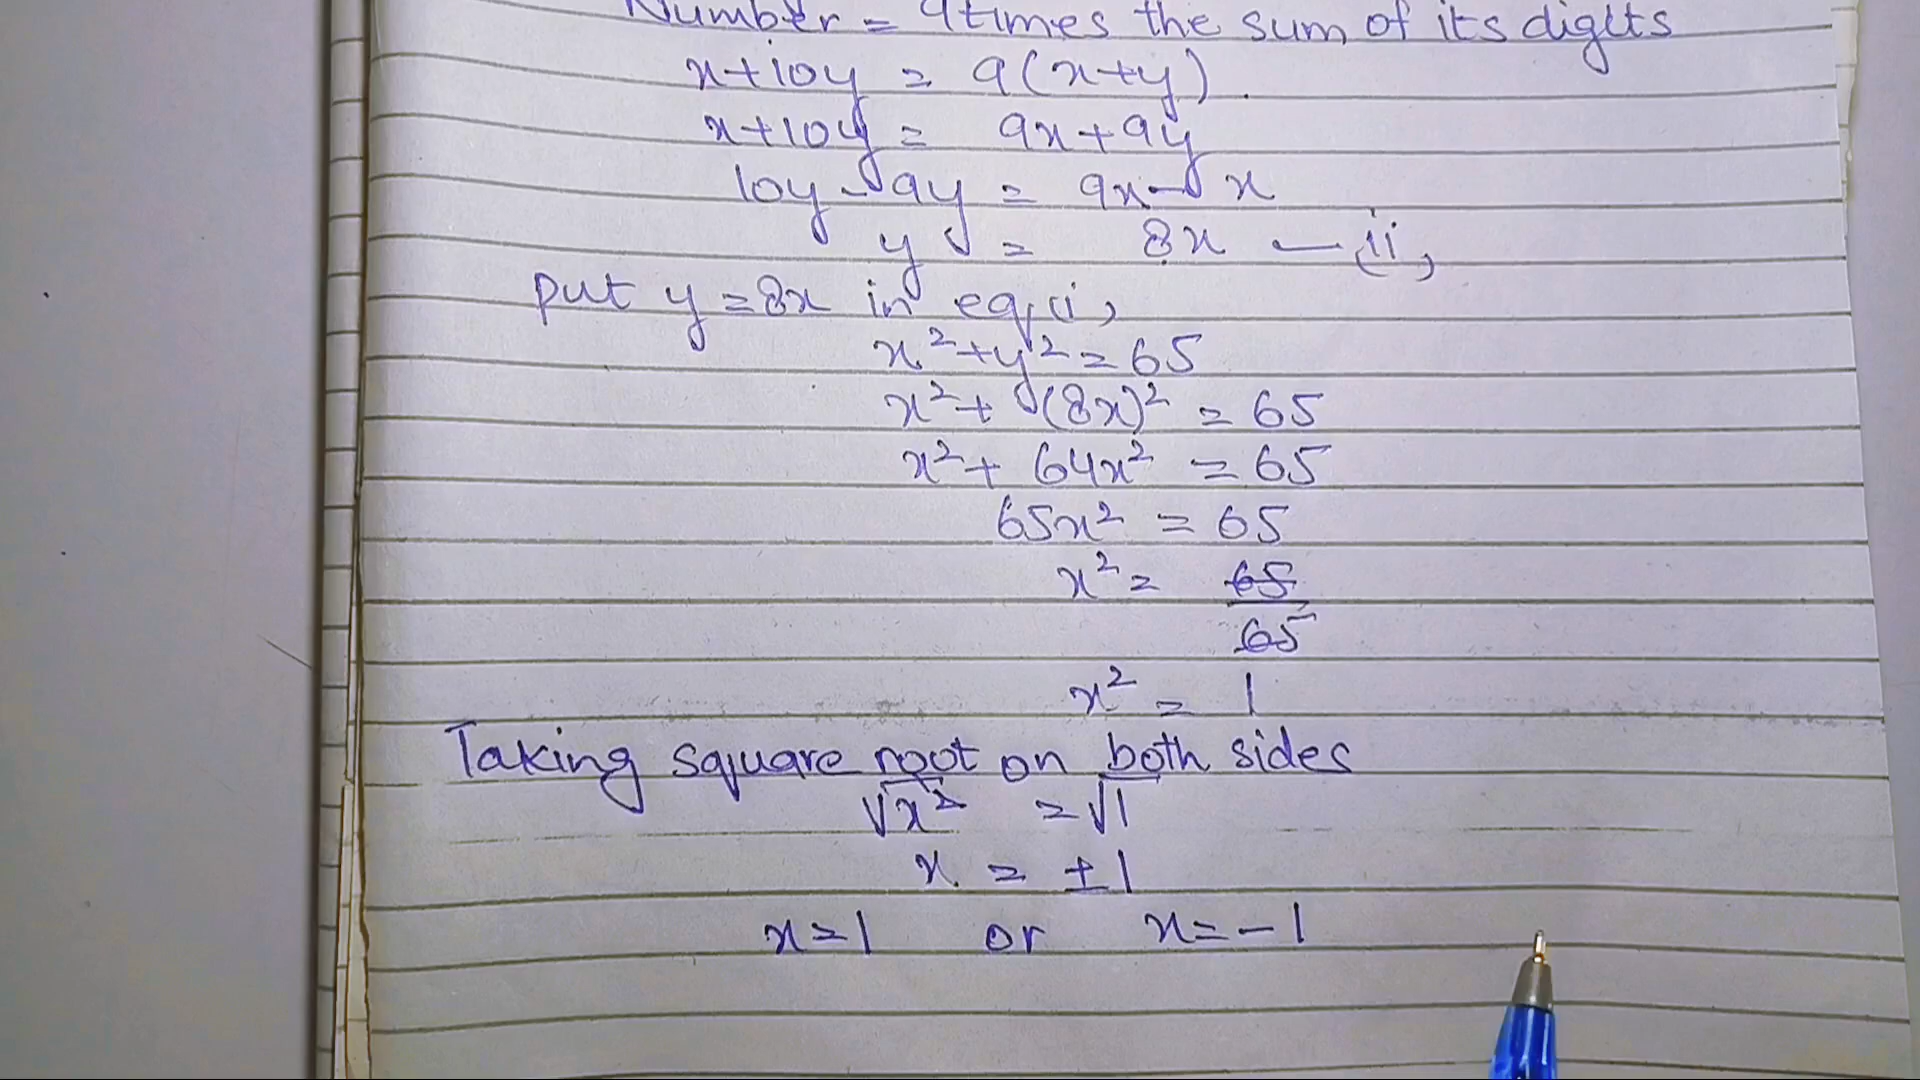 Number = 9 times the sum of its digits
x+10y = 9(x+y).
x+10y = 9x+9y
10y-9y = 9x-x
y = 8x — (ii)
put y=8x in eq (i)
x²+y²=65
x²+(8x)² = 65
x²+64x² = 65
65x² = 65
x² = 65/65
x² = 1
Taking square root on both sides
√x² = √1
x = ±1
x=1 or x=-1